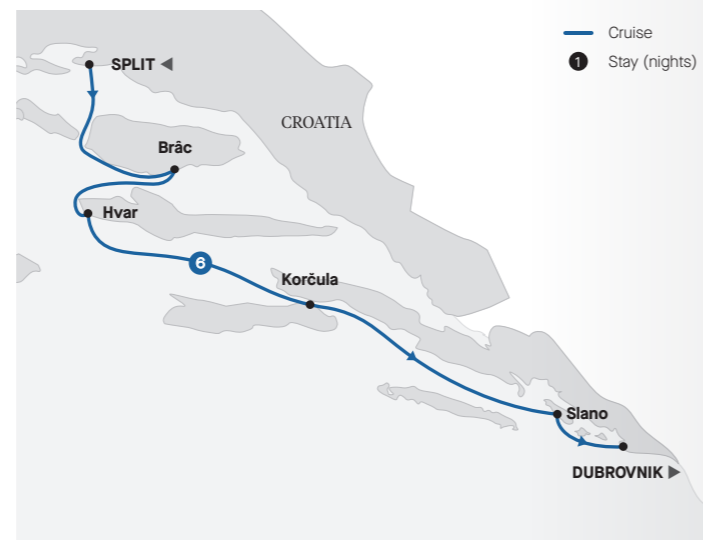 Cruise
1 Stay (nights)
SPLIT
CROATIA
Brâc
Hvar
6
Korčula
Slano
DUBROVNIK